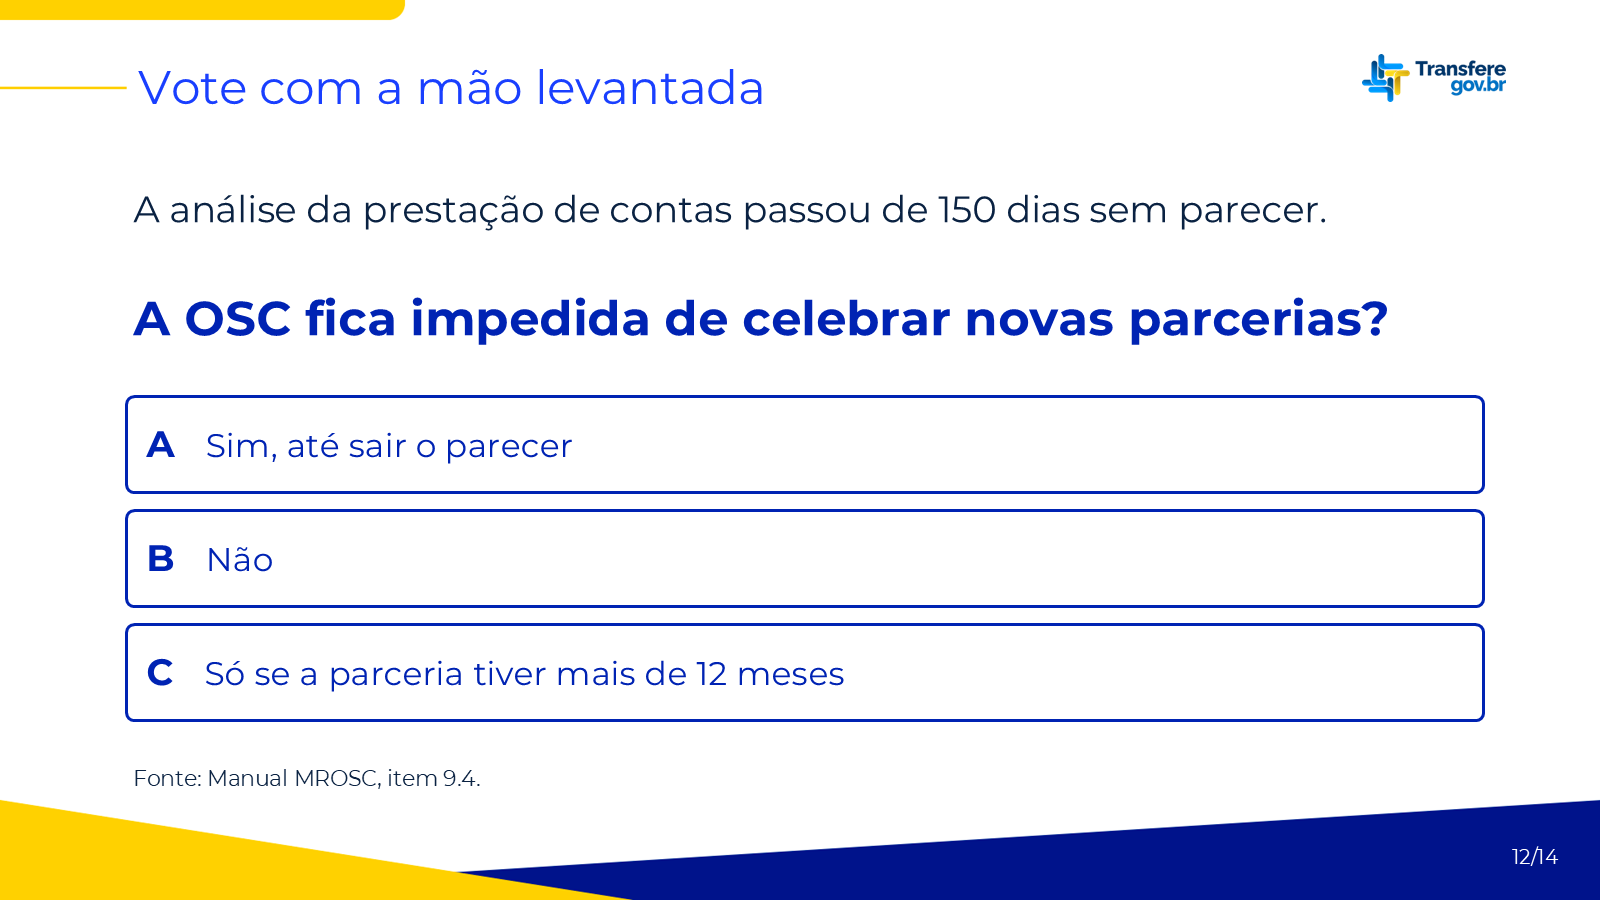 Vote com a mão levantada
Transfere
gov.br
A análise da prestação de contas passou de 150 dias sem parecer.
A OSC fica impedida de celebrar novas parcerias?
A Sim, até sair o parecer
B Não
C Só se a parceria tiver mais de 12 meses
Fonte: Manual MROSC, item 9.4.
12/14